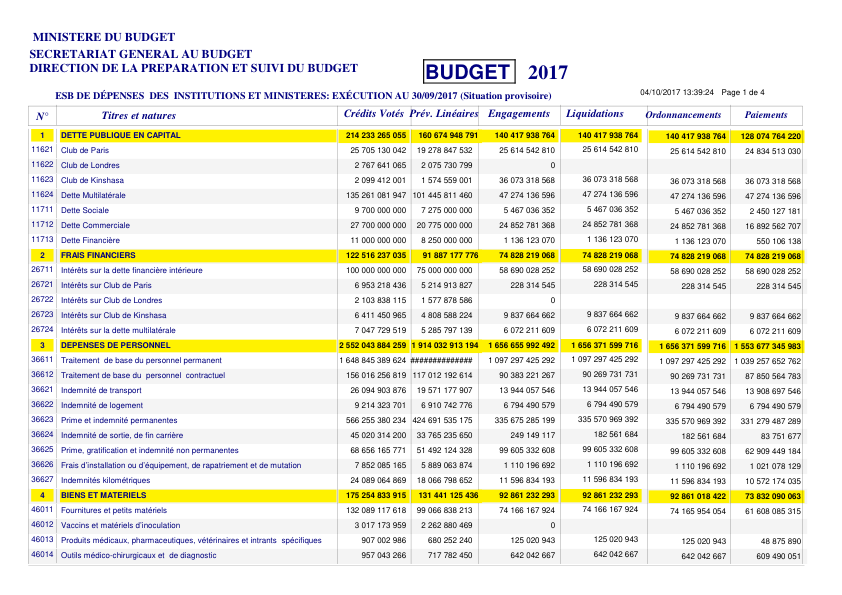 MINISTERE DU BUDGET
SECRETARIAT GENERAL AU BUDGET
DIRECTION DE LA PREPARATION ET SUIVI DU BUDGET
BUDGET 2017
ESB DE DÉPENSES DES INSTITUTIONS ET MINISTERES: EXÉCUTION AU 30/09/2017 (Situation provisoire)
04/10/2017 13:39:24 Page 1 de 4
N° Titres et natures Crédits Votés Prév. Linéaires Engagements Liquidations Ordonnancements Paiements
1 DETTE PUBLIQUE EN CAPITAL 214 233 265 055 160 674 948 791 140 417 938 764 140 417 938 764 140 417 938 764 128 074 764 220
11621 Club de Paris 25 705 130 042 19 278 847 532 25 614 542 810 25 614 542 810 25 614 542 810 24 834 513 030
11622 Club de Londres 2 767 641 065 2 075 730 799 0
11623 Club de Kinshasa 2 099 412 001 1 574 559 001 36 073 318 568 36 073 318 568 36 073 318 568 36 073 318 568
11624 Dette Multilatérale 135 261 081 947 101 445 811 460 47 274 136 596 47 274 136 596 47 274 136 596 47 274 136 596
11711 Dette Sociale 9 700 000 000 7 275 000 000 5 467 036 352 5 467 036 352 5 467 036 352 2 450 127 181
11712 Dette Commerciale 27 700 000 000 20 775 000 000 24 852 781 368 24 852 781 368 24 852 781 368 16 892 562 707
11713 Dette Financière 11 000 000 000 8 250 000 000 1 136 123 070 1 136 123 070 1 136 123 070 550 106 138
2 FRAIS FINANCIERS 122 516 237 035 91 887 177 776 74 828 219 068 74 828 219 068 74 828 219 068 74 828 219 068
26711 Intérêts sur la dette financière intérieure 100 000 000 000 75 000 000 000 58 690 028 252 58 690 028 252 58 690 028 252 58 690 028 252
26721 Intérêts sur Club de Paris 6 953 218 436 5 214 913 827 228 314 545 228 314 545 228 314 545 228 314 545
26722 Intérêts sur Club de Londres 2 103 838 115 1 577 878 586 0
26723 Intérêts sur Club de Kinshasa 6 411 450 965 4 808 588 224 9 837 664 662 9 837 664 662 9 837 664 662 9 837 664 662
26724 Intérêts sur la dette multilatérale 7 047 729 519 5 285 797 139 6 072 211 609 6 072 211 609 6 072 211 609 6 072 211 609
3 DEPENSES DE PERSONNEL 2 552 043 884 259 1 914 032 913 194 1 656 655 992 492 1 656 371 599 716 1 656 371 599 716 1 553 677 345 983
36611 Traitement de base du personnel permanent 1 648 845 389 624 ############## 1 097 297 425 292 1 097 297 425 292 1 097 297 425 292 1 039 257 652 762
36612 Traitement de base du personnel contractuel 156 016 256 819 117 012 192 614 90 383 221 267 90 269 731 731 90 269 731 731 87 850 564 783
36621 Indemnité de transport 26 094 903 876 19 571 177 907 13 944 057 546 13 944 057 546 13 944 057 546 13 908 697 546
36622 Indemnité de logement 9 214 323 701 6 910 742 776 6 794 490 579 6 794 490 579 6 794 490 579 6 794 490 579
36623 Prime et indemnité permanentes 566 255 380 234 424 691 535 175 335 675 285 199 335 570 969 392 335 570 969 392 331 279 487 289
36624 Indemnité de sortie, de fin carrière 45 020 314 200 33 765 235 650 249 149 117 182 561 684 182 561 684 83 751 677
36625 Prime, gratification et indemnité non permanentes 68 656 165 771 51 492 124 328 99 605 332 608 99 605 332 608 99 605 332 608 62 909 449 184
36626 Frais d'installation ou d'équipement, de rapatriement et de mutation 7 852 085 165 5 889 063 874 1 110 196 692 1 110 196 692 1 110 196 692 1 021 078 129
36627 Indemnités kilométriques 24 089 064 869 18 066 798 652 11 596 834 193 11 596 834 193 11 596 834 193 10 572 174 035
4 BIENS ET MATERIELS 175 254 833 915 131 441 125 436 92 861 232 293 92 861 232 293 92 861 018 422 73 832 090 063
46011 Fournitures et petits matériels 132 089 117 618 99 066 838 213 74 166 167 924 74 166 167 924 74 165 954 054 61 608 085 315
46012 Vaccins et matériels d'inoculation 3 017 173 959 2 262 880 469 0
46013 Produits médicaux, pharmaceutiques, vétérinaires et intrants spécifiques 907 002 986 680 252 240 125 020 943 125 020 943 125 020 943 48 875 890
46014 Outils médico-chirurgicaux et de diagnostic 957 043 266 717 782 450 642 042 667 642 042 667 642 042 667 609 490 051